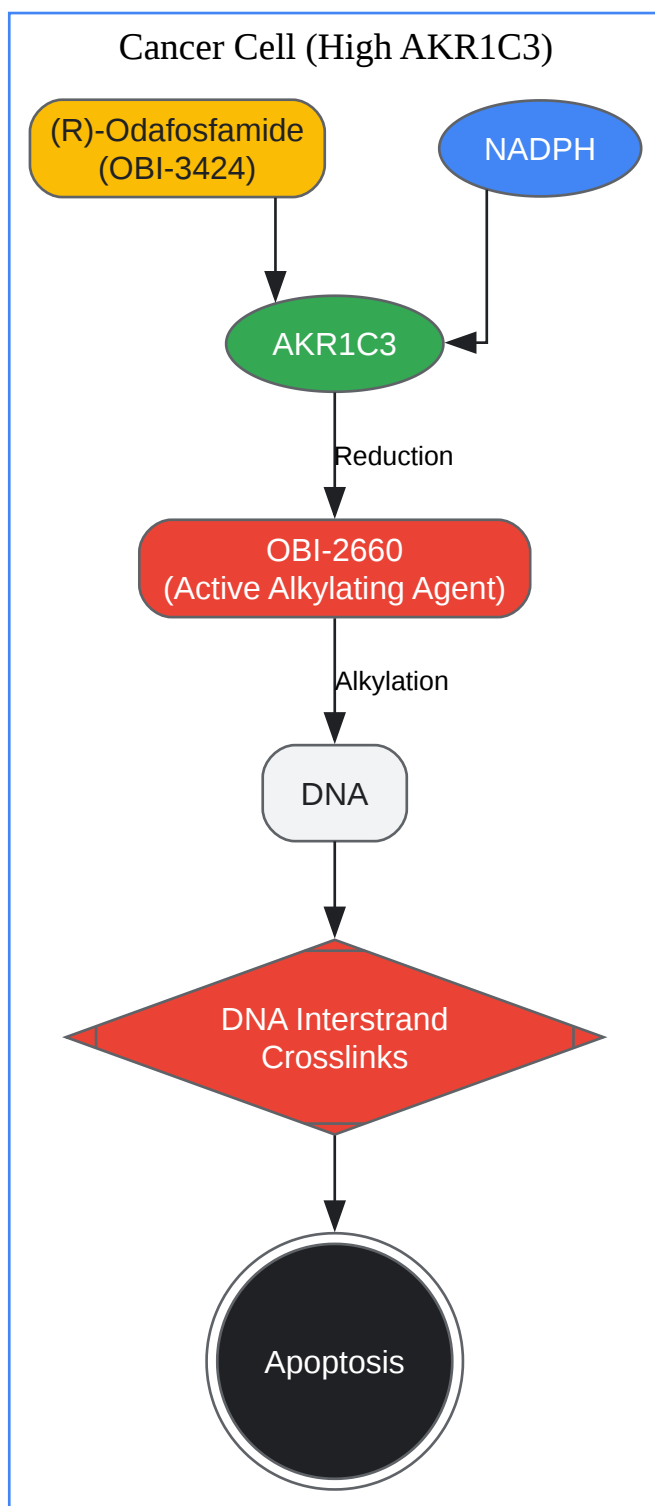 Cancer Cell (High AKR1C3)
(R)-Odafosfamide
(OBI-3424)
NADPH
AKR1C3
Reduction
OBI-2660
(Active Alkylating Agent)
Alkylation
DNA
DNA Interstrand
Crosslinks
Apoptosis